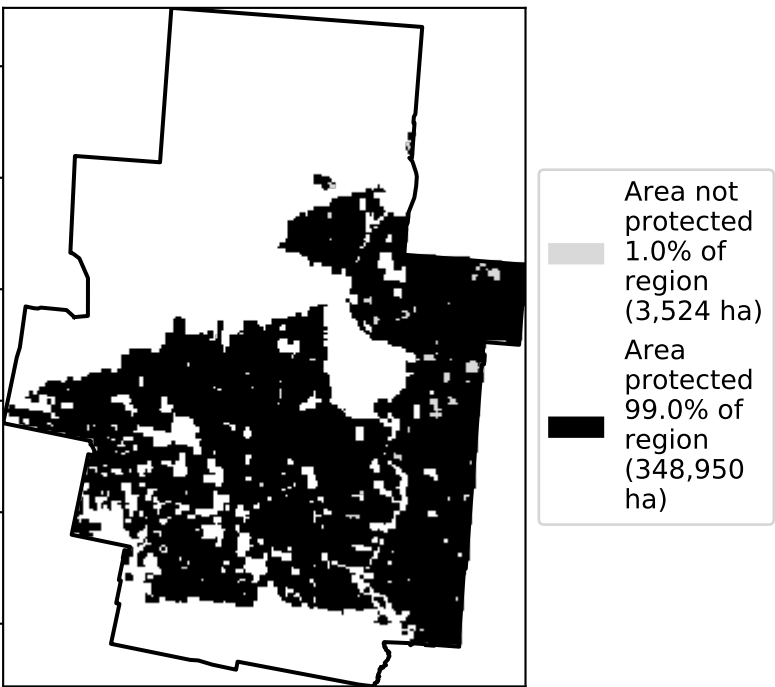 Area not
protected
1.0% of
region
(3,524 ha)
Area
protected
99.0% of
region
(348,950
ha)